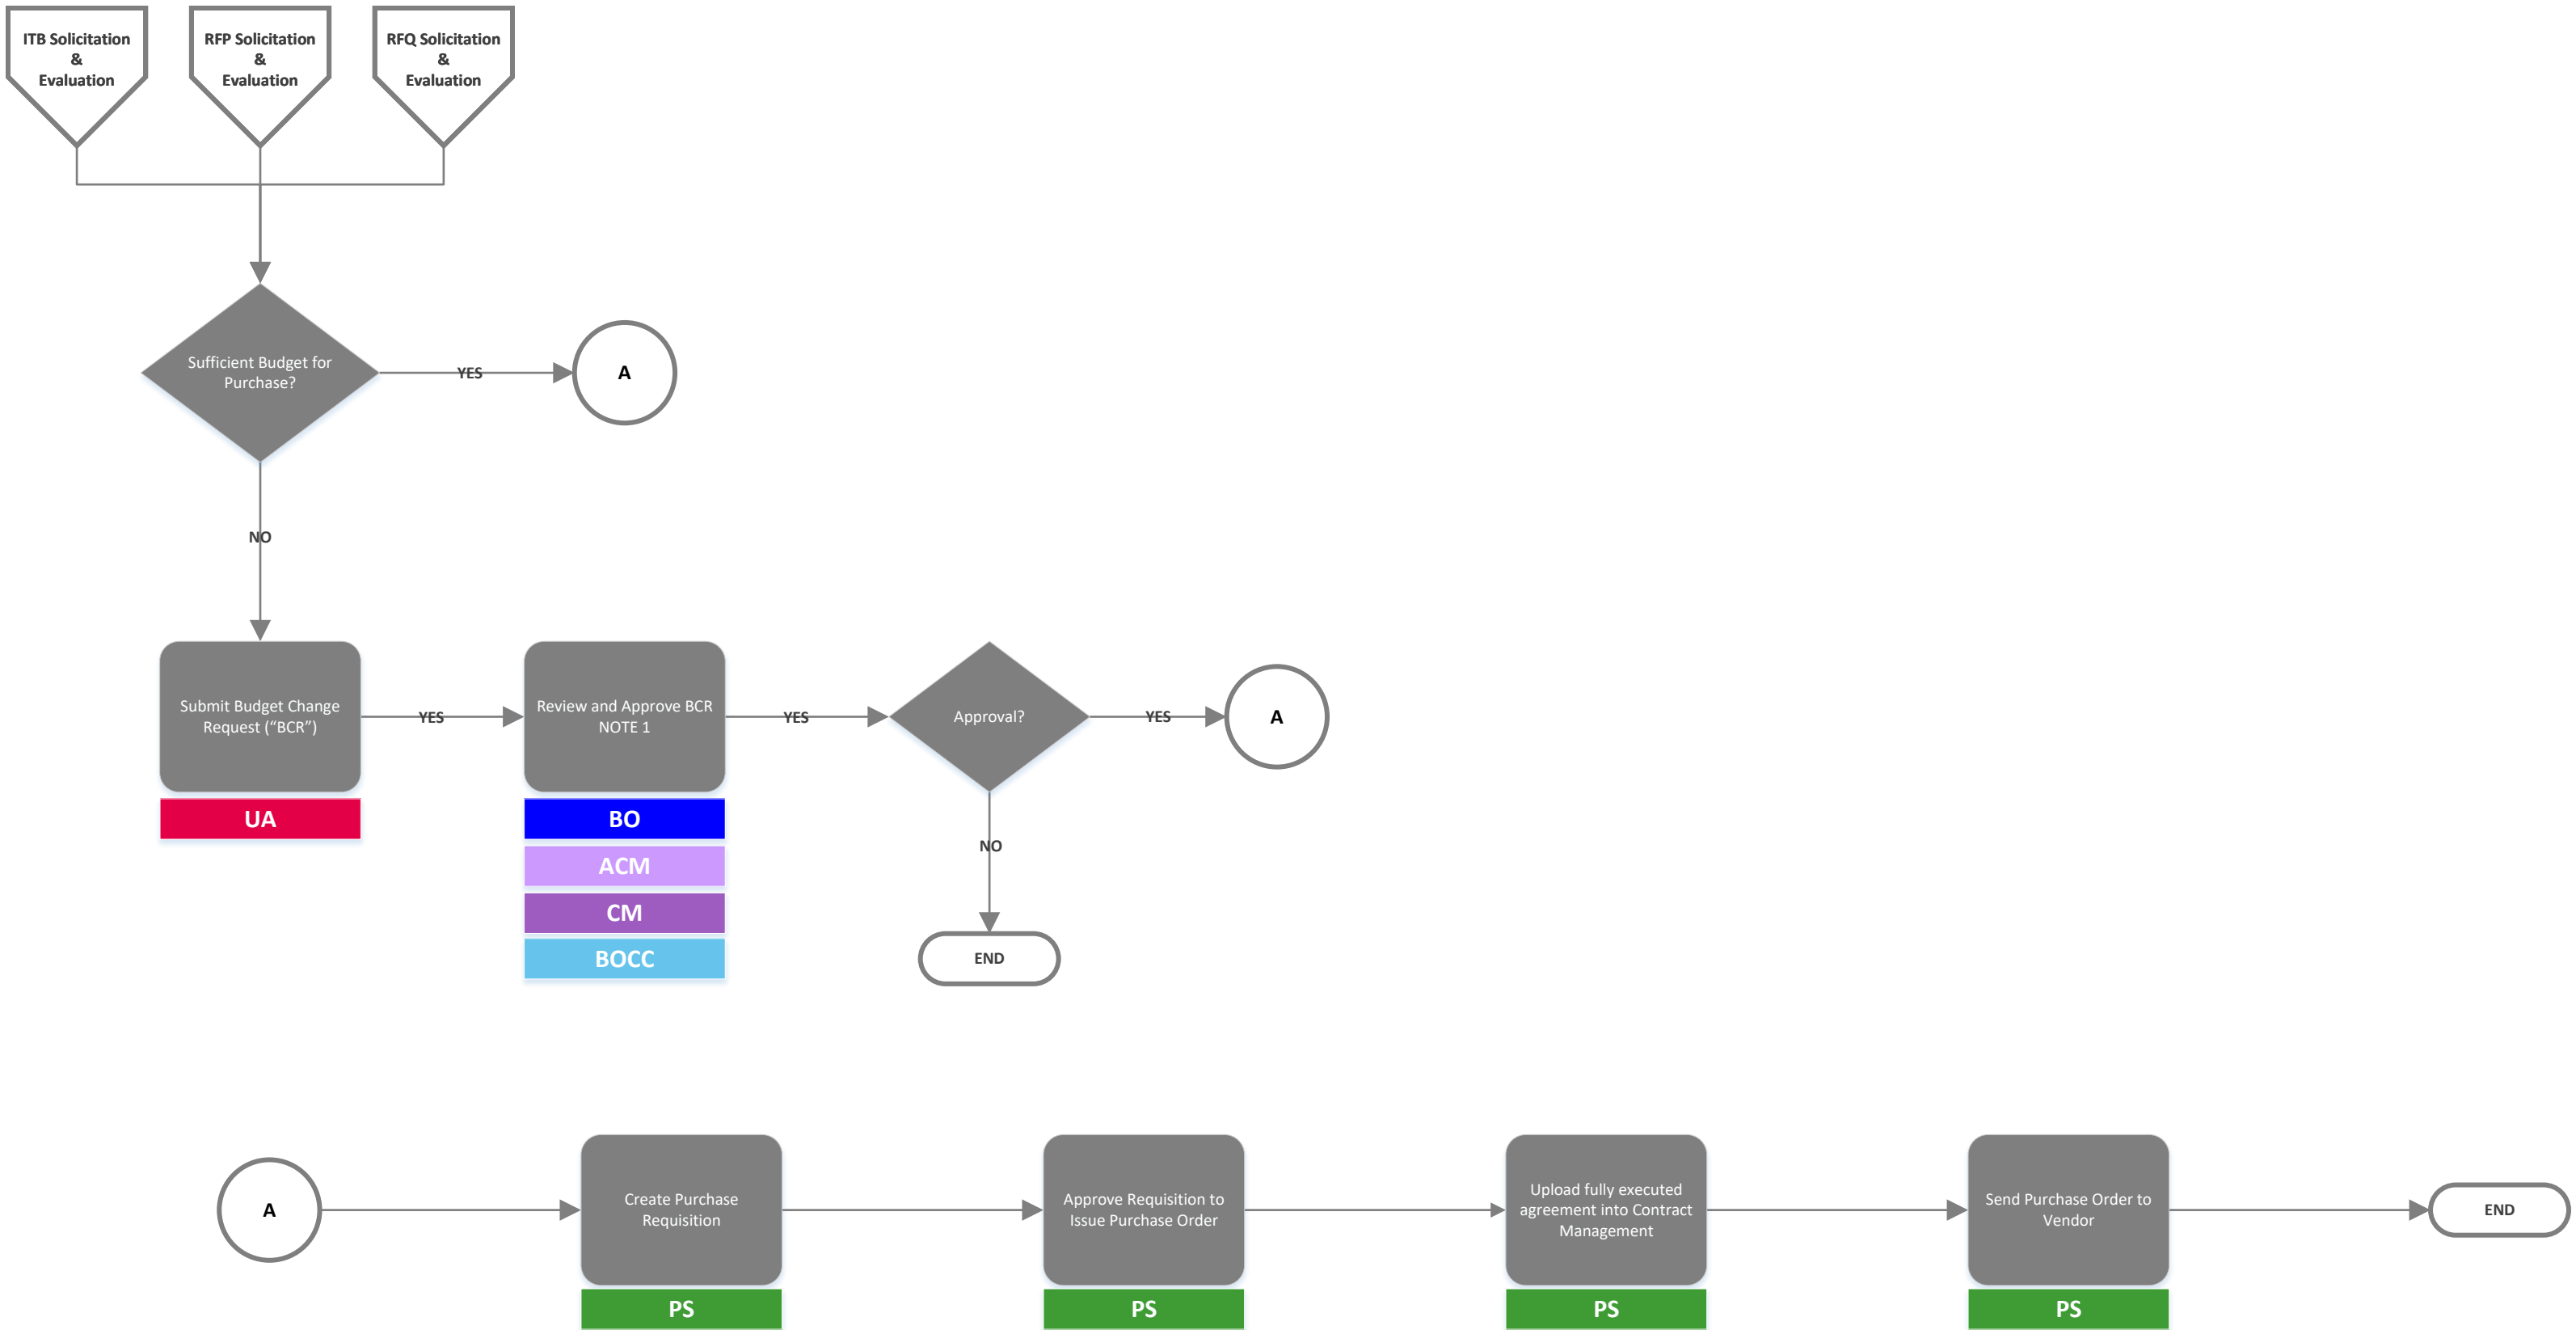 ITB Solicitation
&
Evaluation
RFP Solicitation
&
Evaluation
RFQ Solicitation
&
Evaluation
Sufficient Budget for
Purchase?
YES
A
NO
Submit Budget Change
Request (“BCR”)
UA
YES
Review and Approve BCR
NOTE 1
BO
ACM
CM
BOCC
YES
Approval?
YES
A
NO
END
A
Create Purchase
Requisition
PS
Approve Requisition to
Issue Purchase Order
PS
Upload fully executed
agreement into Contract
Management
PS
Send Purchase Order to
Vendor
PS
END